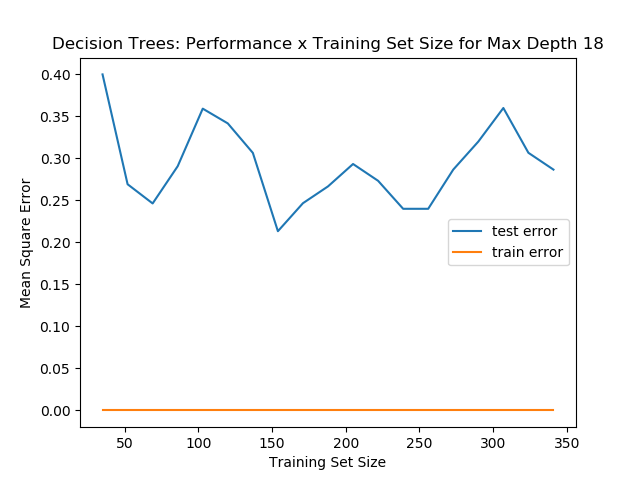 Decision Trees: Performance x Training Set Size for Max Depth 18
0.40
0.35
0.30
0.25
0.20
0.15
0.10
0.05
0.00
Mean Square Error
test error
train error
50 100 150 200 250 300 350
Training Set Size